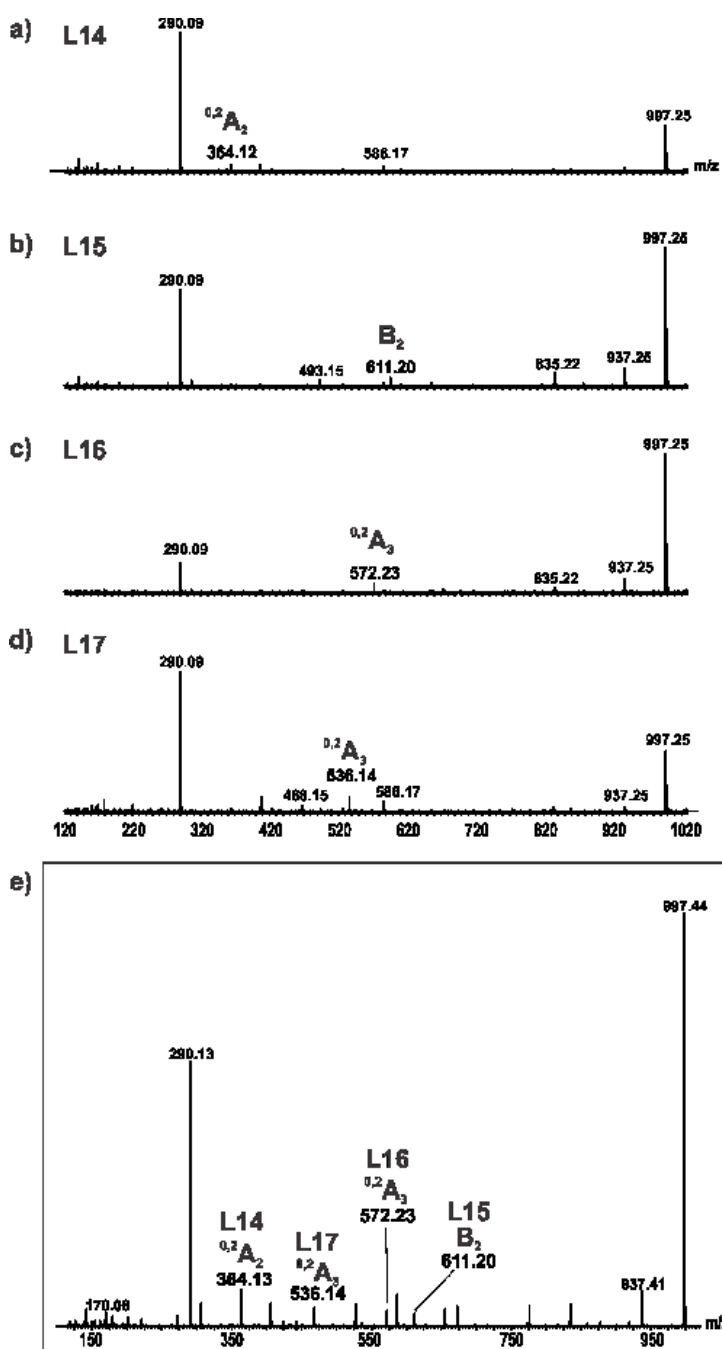 a) L14
290.09
0,2A2
364.12
586.17
997.25
m/z
b) L15
290.09
493.15
B2
611.20
835.22
937.25
997.25
c) L16
290.09
0,2A3
572.23
835.22
937.25
997.25
d) L17
290.09
468.15
0,2A3
536.14
586.17
937.25
997.25
120 220 320 420 520 620 720 820 920 1020
e)
170.08
290.13
L14
0,2A2
364.13
L17
0,2A3
536.14
L16
0,2A3
572.23
L15
B2
611.20
937.41
997.44
150 350 550 750 950